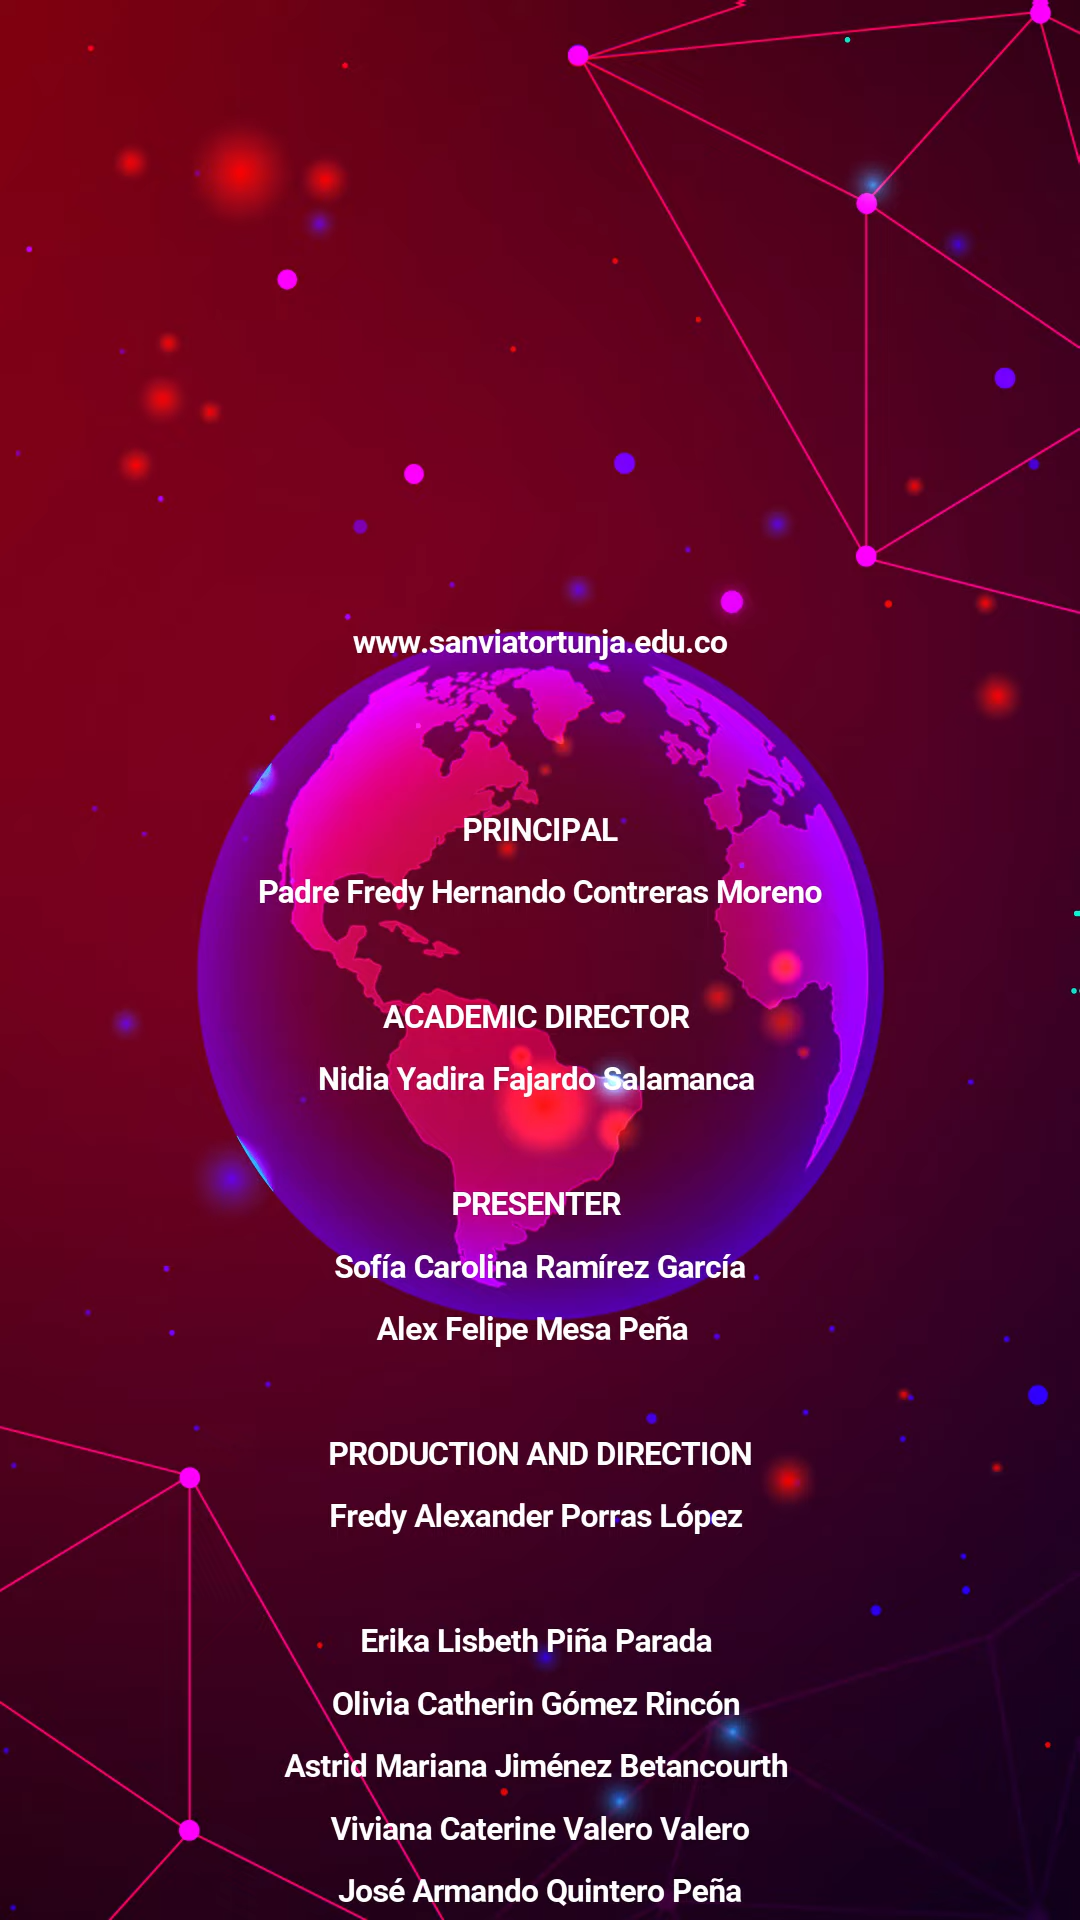 www.sanviatortunja.edu.co
PRINCIPAL
Padre Fredy Hernando Contreras Moreno
ACADEMIC DIRECTOR
Nidia Yadira Fajardo Salamanca
PRESENTER
Sofía Carolina Ramírez García
Alex Felipe Mesa Peña
PRODUCTION AND DIRECTION
Fredy Alexander Porras López
Erika Lisbeth Piña Parada
Olivia Catherin Gómez Rincón
Astrid Mariana Jiménez Betancourth
Viviana Caterine Valero Valero
José Armando Quintero Peña